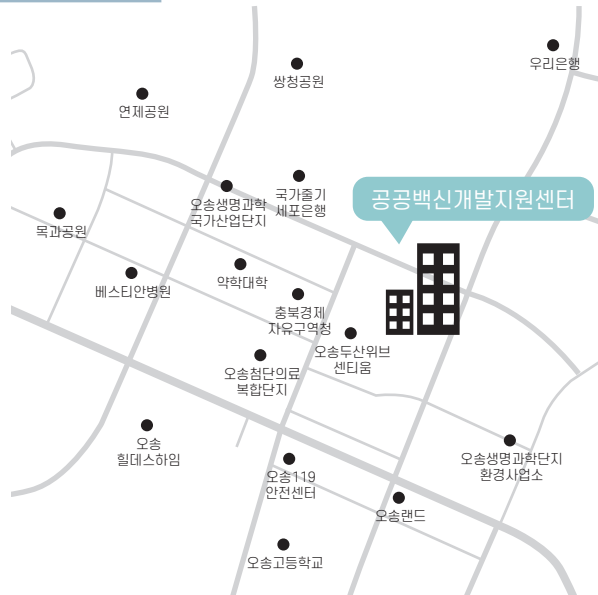 우리은행
쌍청공원
연제공원
공공백신개발지원센터
국가줄기
세포은행
오송생명과학
국가산업단지
목과공원
약학대학
베스티안병원
충북경제
자유구역청
오송두산위브
센티움
오송첨단의료
복합단지
오송
힐데스하임
오송생명과학단지
환경사업소
오송119
안전센터
오송랜드
오송고등학교